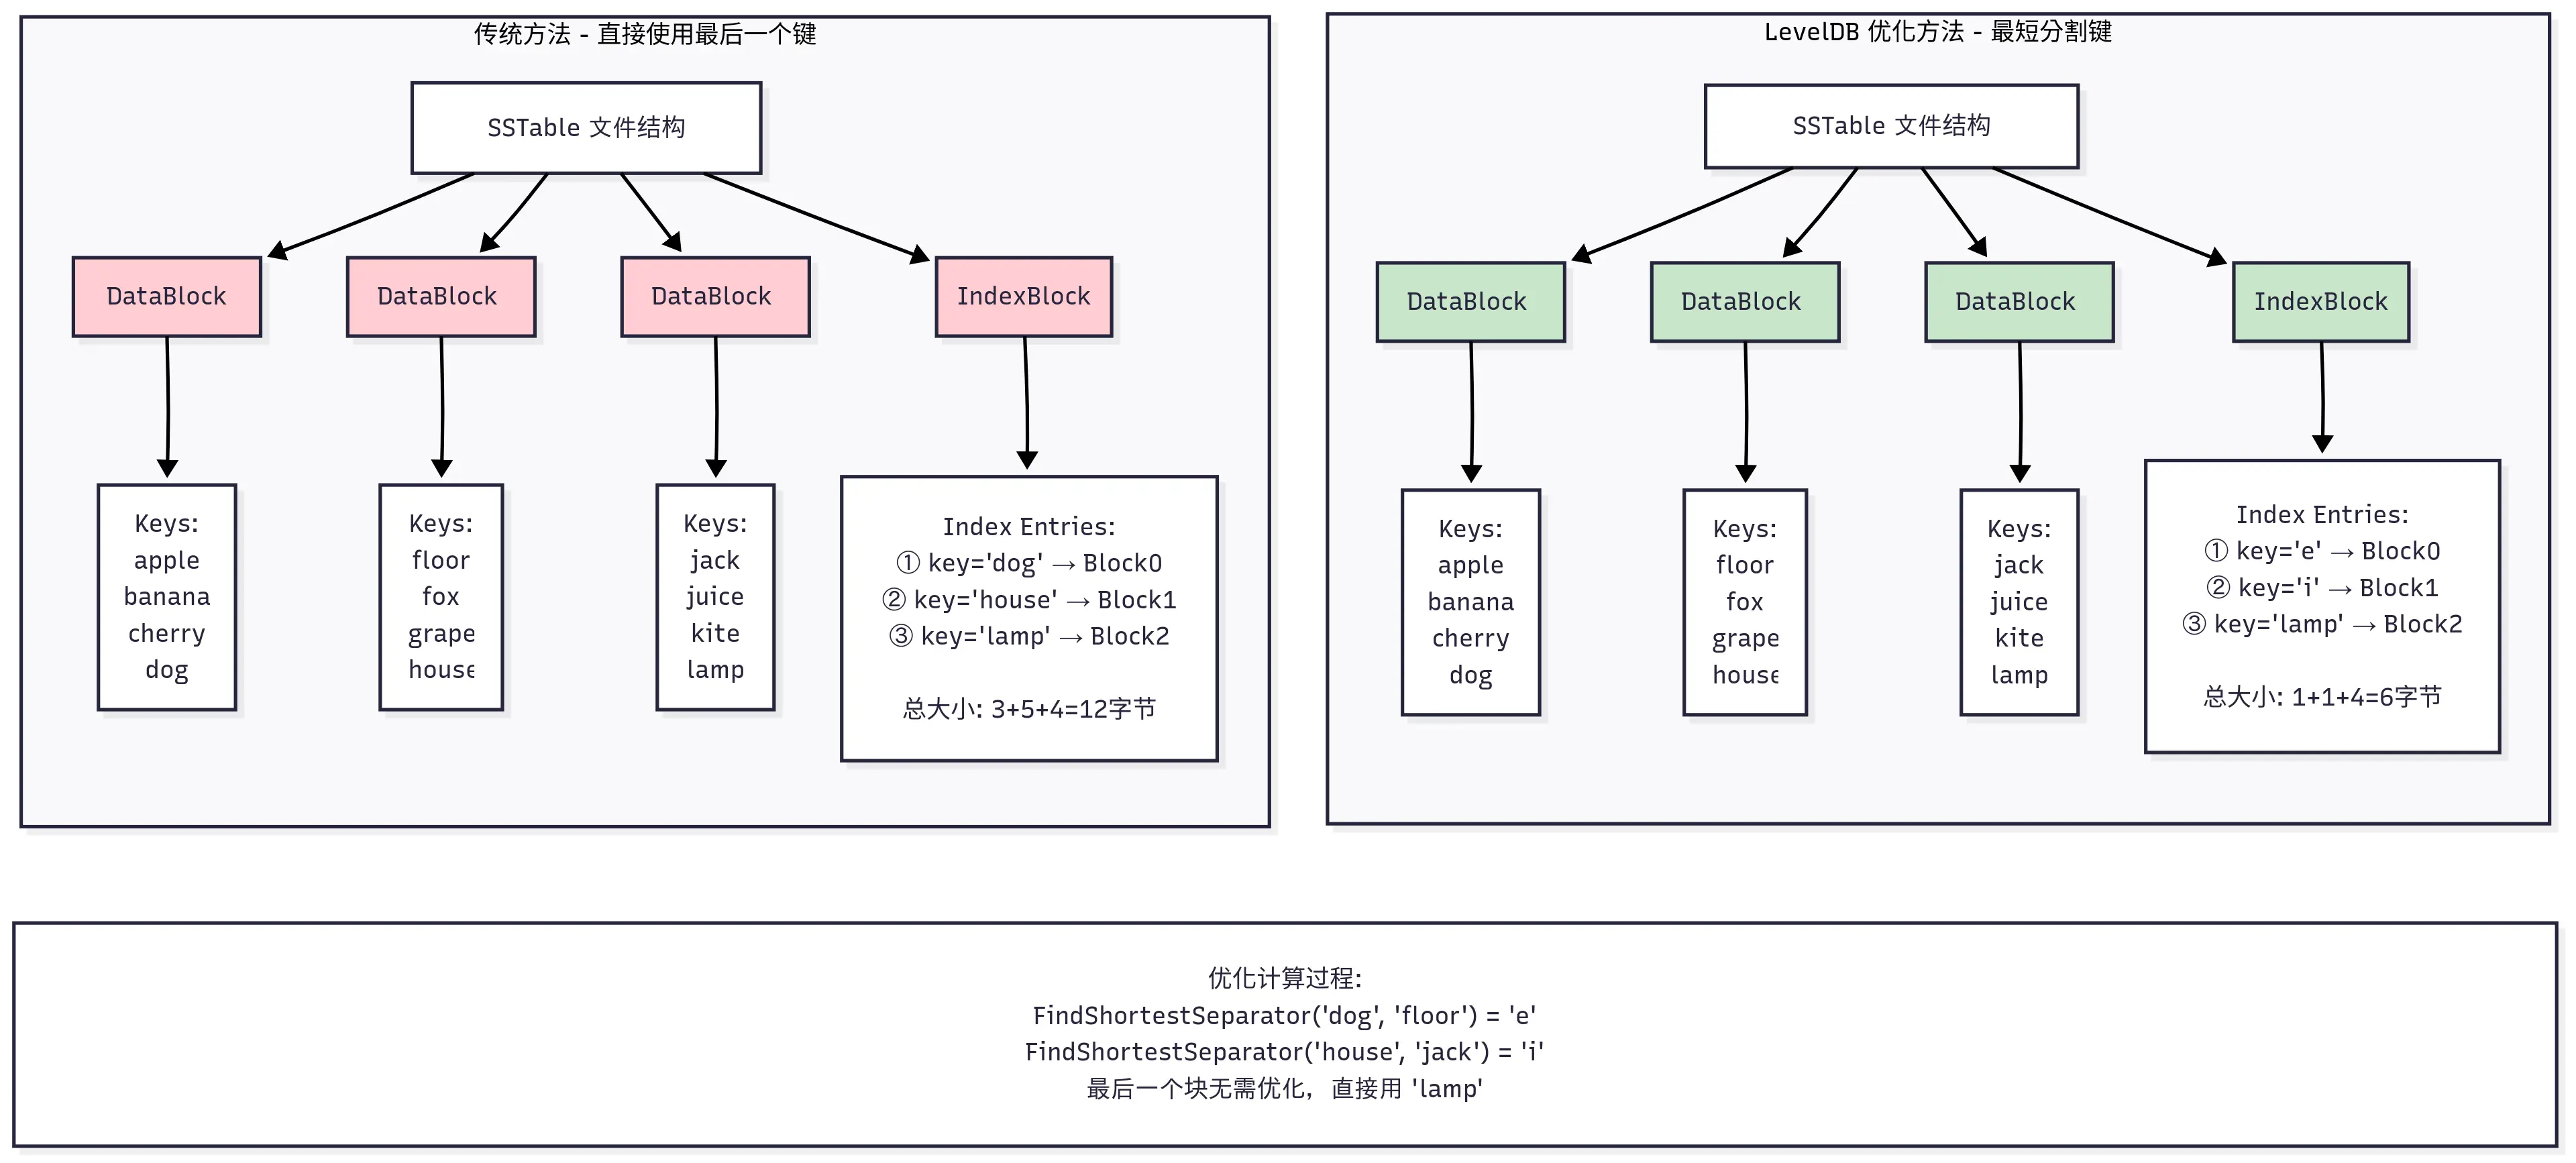 传统方法 - 直接使用最后一个键
SSTable 文件结构
DataBlock
DataBlock
DataBlock
IndexBlock
Keys:
apple
banana
cherry
dog
Keys:
floor
fox
grape
house
Keys:
jack
juice
kite
lamp
Index Entries:
① key='dog' → Block0
② key='house' → Block1
③ key='lamp' → Block2
总大小: 3+5+4=12字节
LevelDB 优化方法 - 最短分割键
SSTable 文件结构
DataBlock
DataBlock
DataBlock
IndexBlock
Keys:
apple
banana
cherry
dog
Keys:
floor
fox
grape
house
Keys:
jack
juice
kite
lamp
Index Entries:
① key='e' → Block0
② key='i' → Block1
③ key='lamp' → Block2
总大小: 1+1+4=6字节
优化计算过程:
FindShortestSeparator('dog', 'floor') = 'e'
FindShortestSeparator('house', 'jack') = 'i'
最后一个块无需优化，直接用 'lamp'